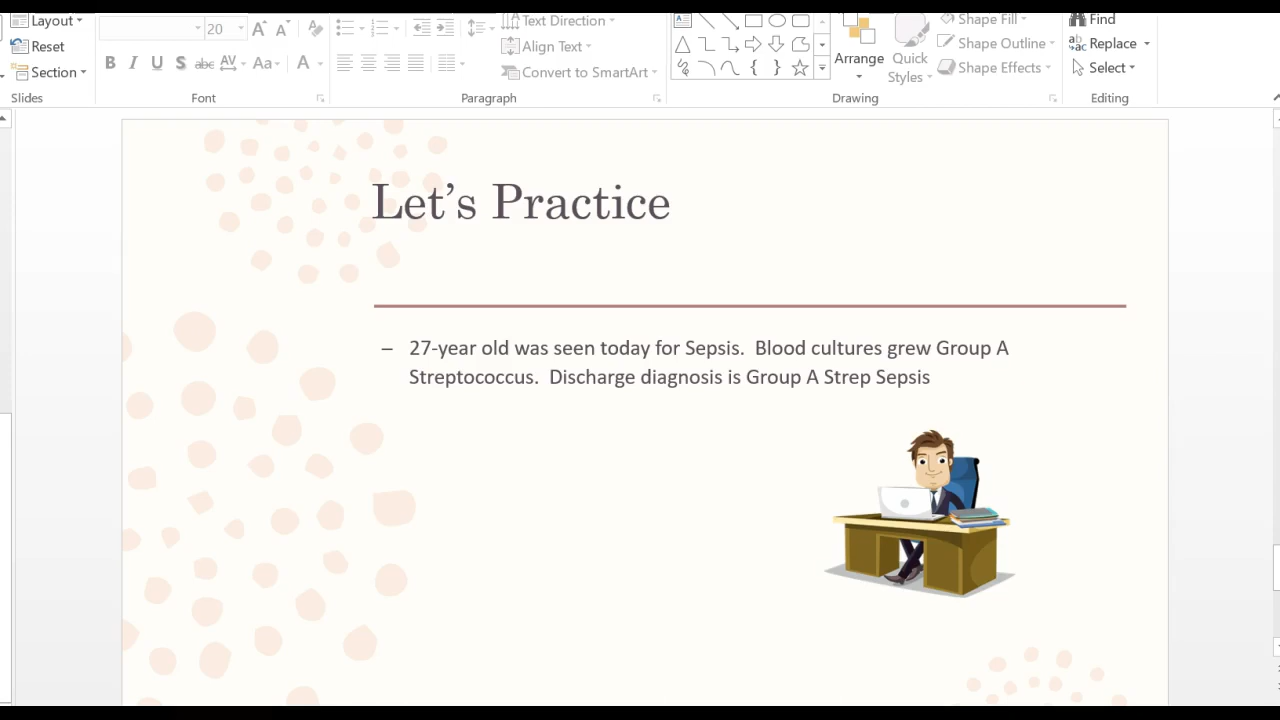 Layout
Reset
Section
Slides
20
A A
B I U S abc AV Aa A
Font
Text Direction
Align Text
Convert to SmartArt
Paragraph
Arrange
Quick
Styles
Shape Fill
Shape Outline
Shape Effects
Drawing
Find
Replace
Select
Editing
Let's Practice
– 27-year old was seen today for Sepsis. Blood cultures grew Group A
Streptococcus. Discharge diagnosis is Group A Strep Sepsis